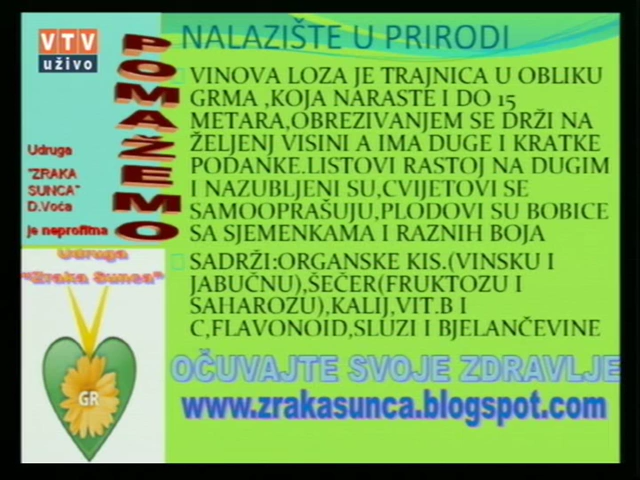 VTV
uživo
POMAŽEMO
Udruga
"ZRAKA
SUNCA"
D.Voća
je neprofitna
Udruga
"Zraka Sunca"
GR
NALAZIŠTE U PRIRODI
VINOVA LOZA JE TRAJNICA U OBLIKU
GRMA ,KOJA NARASTE I DO 15
METARA,OBREZIVANJEM SE DRŽI NA
ŽELJENJ VISINI A IMA DUGE I KRATKE
PODANKE.LISTOVI RASTOJ NA DUGIM
I NAZUBLJENI SU,CVIJETOVI SE
SAMOOPRAŠUJU,PLODOVI SU BOBICE
SA SJEMENKAMA I RAZNIH BOJA
SADRŽI:ORGANSKE KIS.(VINSKU I
JABUČNU),ŠEČER(FRUKTOZU I
SAHAROZU),KALIJ,VIT.B I
C,FLAVONOID,SLUZI I BJELANČEVINE
OČUVAJTE SVOJE ZDRAVLJE
www.zrakasunca.blogspot.com